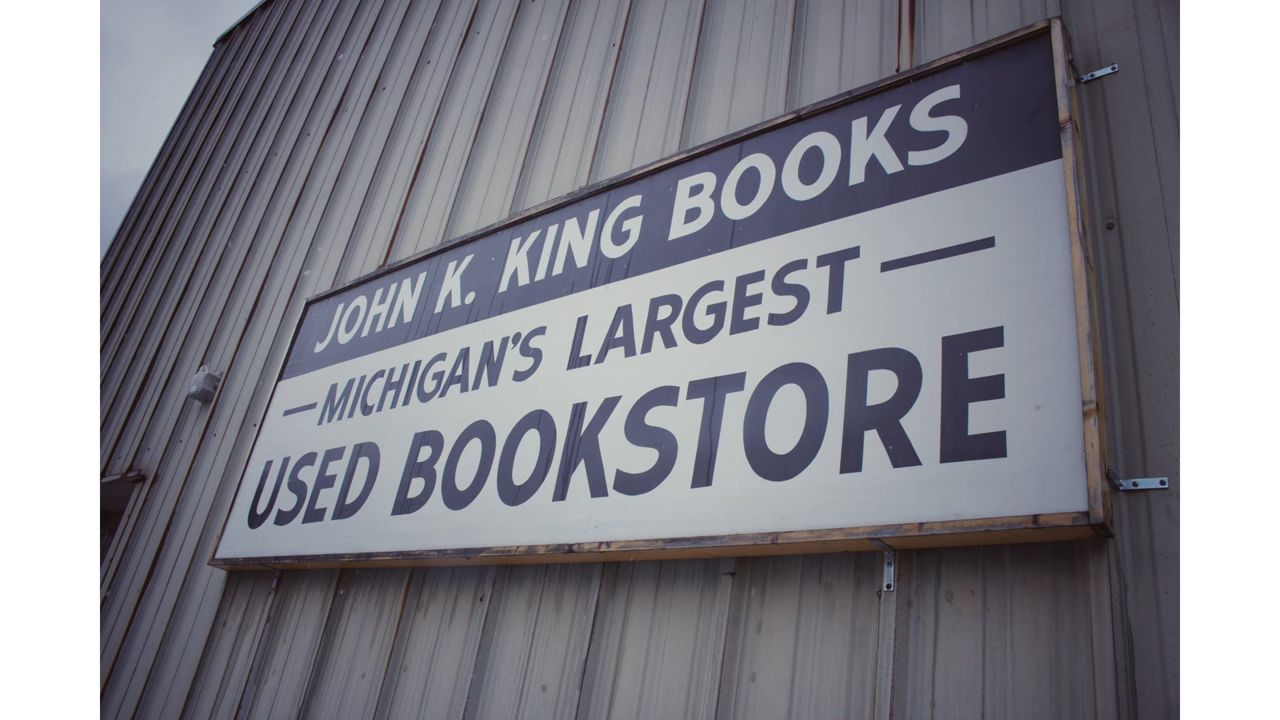 JOHN K. KING BOOKS
— MICHIGAN'S LARGEST —
USED BOOKSTORE